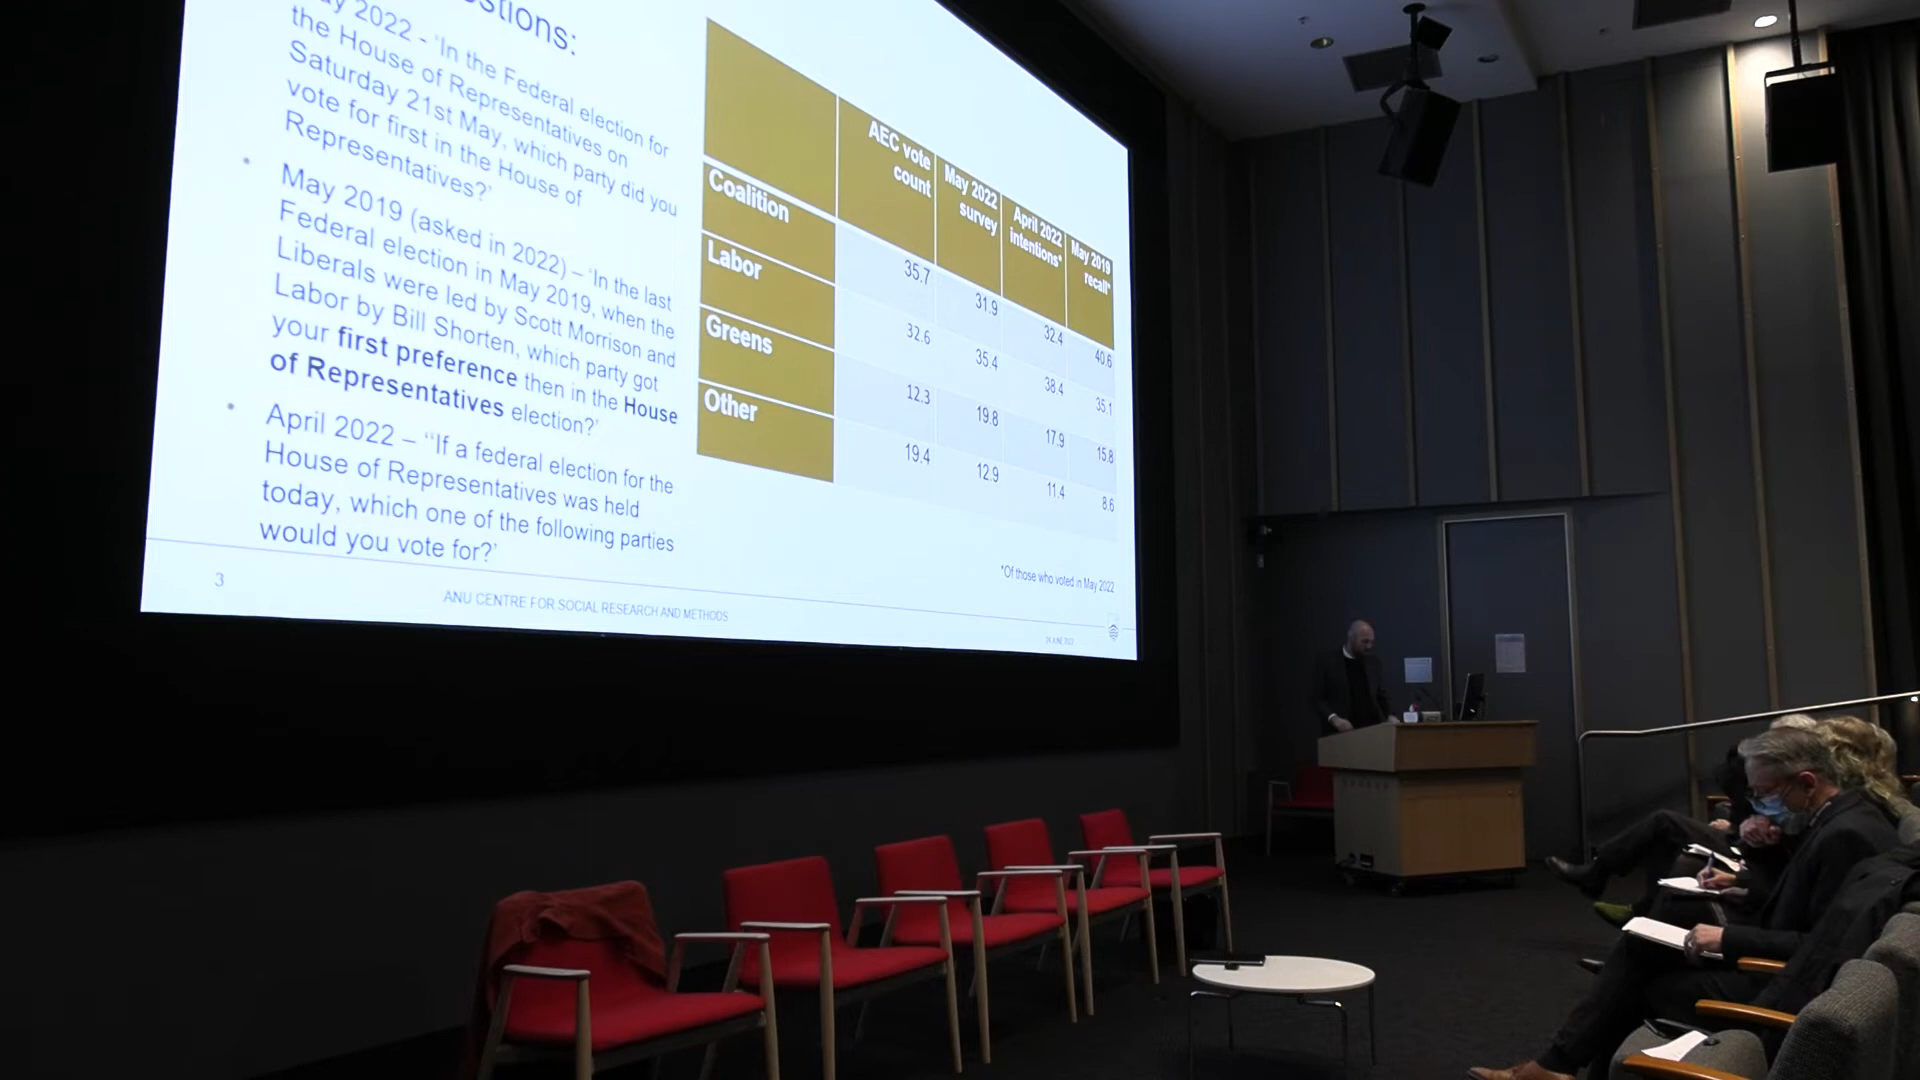 stions:
y 2022 - 'In the Federal election for
the House of Representatives on
Saturday 21st May, which party did you
vote for first in the House of
Representatives?'
• May 2019 (asked in 2022) – 'In the last
Federal election in May 2019, when the
Liberals were led by Scott Morrison and
Labor by Bill Shorten, which party got
your first preference then in the House
of Representatives election?'
• April 2022 – "If a federal election for the
House of Representatives was held
today, which one of the following parties
would you vote for?'
AEC vote
count
May 2022
survey
April 2022
intentions*
May 2019
recall*
Coalition 35.7 31.9 32.4 40.6
Labor 32.6 35.4 38.4 35.1
Greens 12.3 19.8 17.9 15.8
Other 19.4 12.9 11.4 8.6
*Of those who voted in May 2022
3
ANU CENTRE FOR SOCIAL RESEARCH AND METHODS